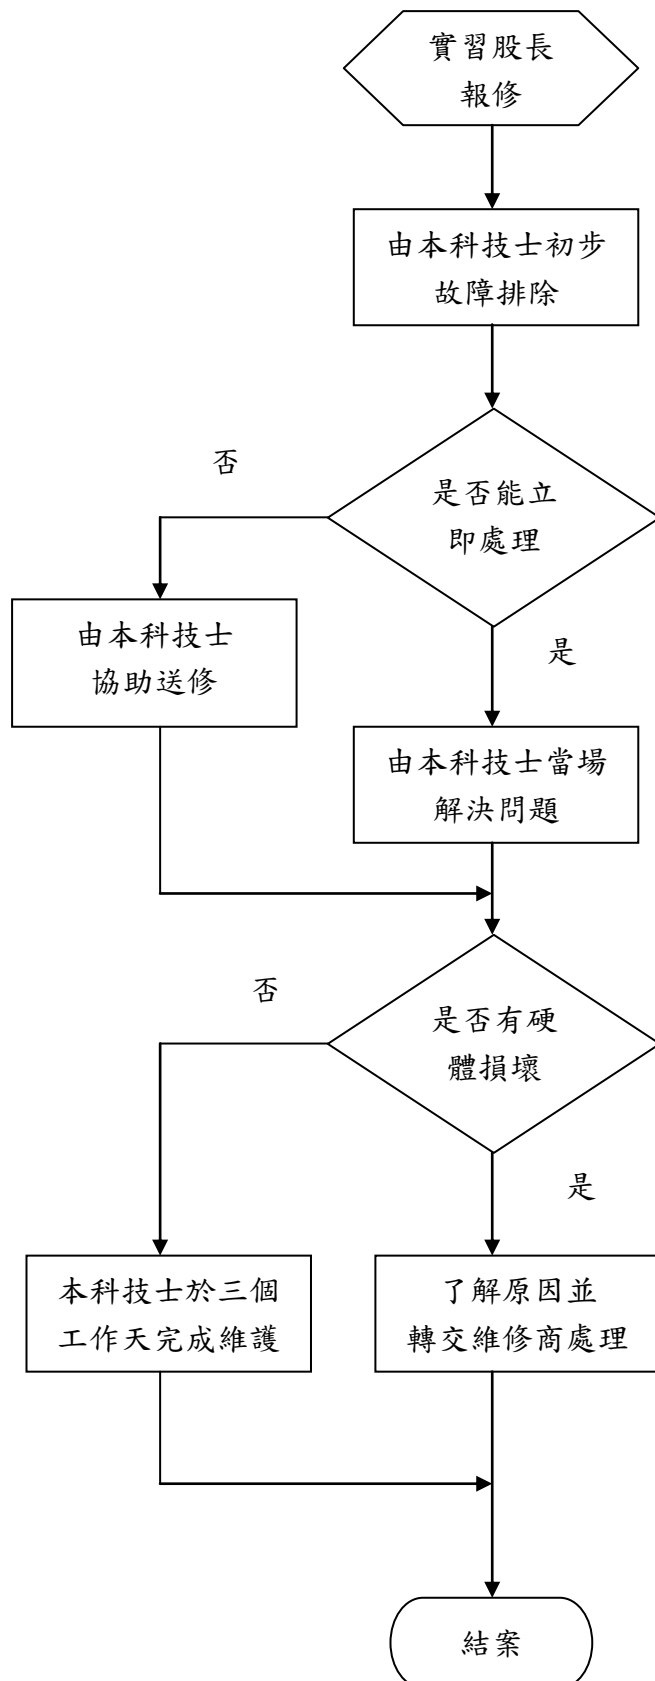 實習股長
報修
由本科技士初步
故障排除
否
是否能立
即處理
由本科技士
協助送修
是
由本科技士當場
解決問題
否
是否有硬
體損壞
是
本科技士於三個
工作天完成維護
了解原因並
轉交維修商處理
結案